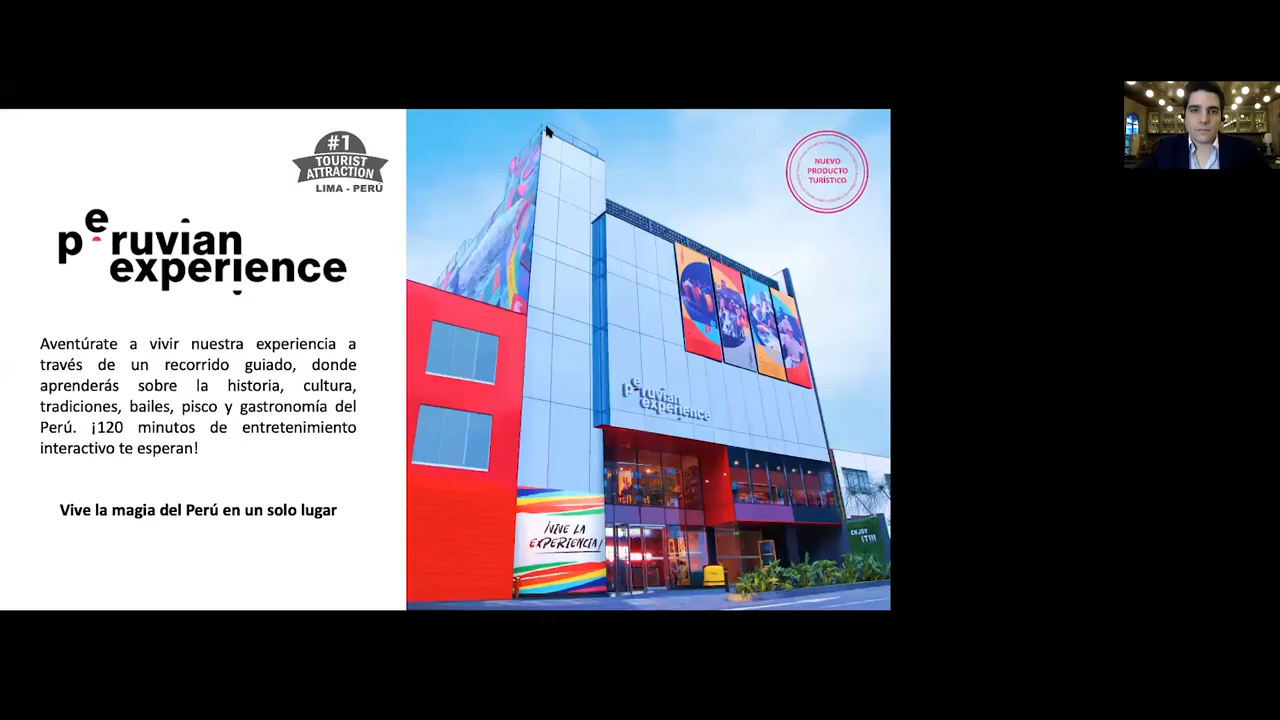 #1
TOURIST
ATTRACTION
LIMA - PERÚ
peruvian
experience
Aventúrate a vivir nuestra experiencia a
través de un recorrido guiado, donde
aprenderás sobre la historia, cultura,
tradiciones, bailes, pisco y gastronomía del
Perú. ¡120 minutos de entretenimiento
interactivo te esperan!
Vive la magia del Perú en un solo lugar
NUEVO
PRODUCTO
TURÍSTICO
peruvian
experience
¡VIVE LA
EXPERIENCIA!
ENJOY
IT!!!